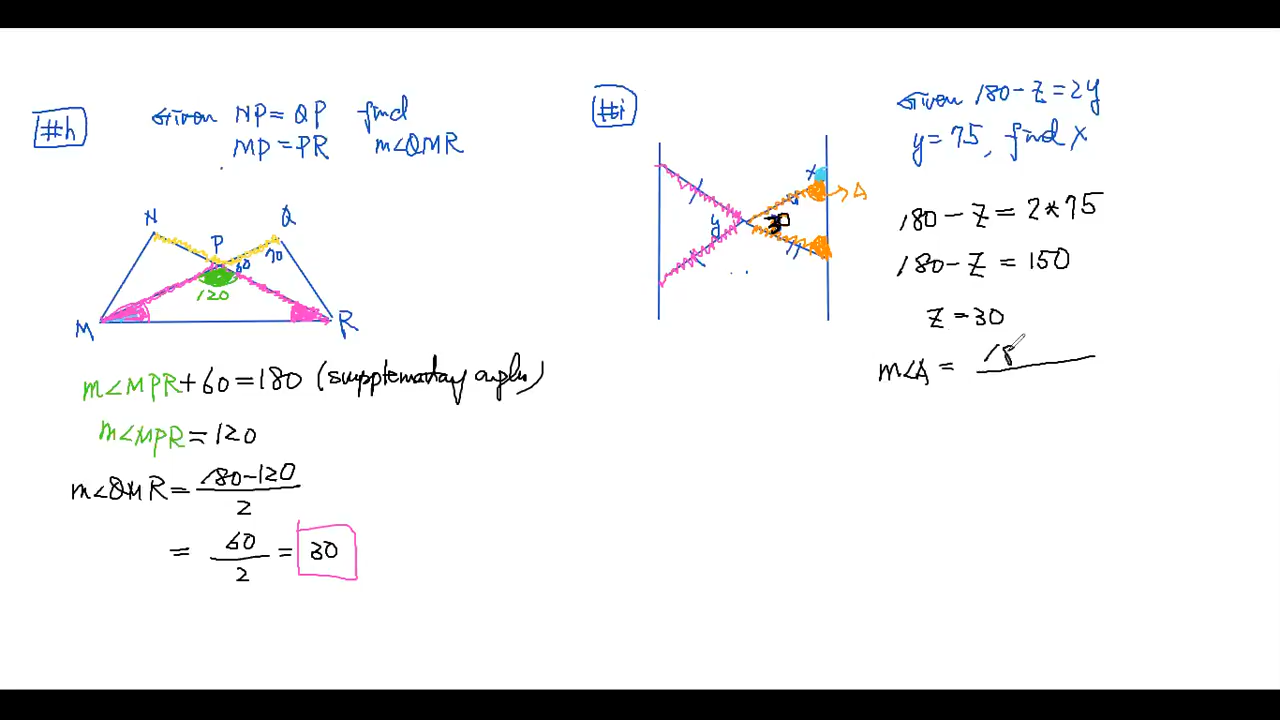 #h
Given NP = QP find
MP = PR m∠QMR
N
Q
P
60
70
120
M
R
m∠MPR + 60 = 180 (supplementary angles)
m∠MPR = 120
m∠QMR = 180-120
2
= 60
2
= 30
#i
Given 180 - Z = 2y
y = 75, find x
x
A
y
30
180 - Z = 2*75
180 - Z = 150
Z = 30
m∠A = 18